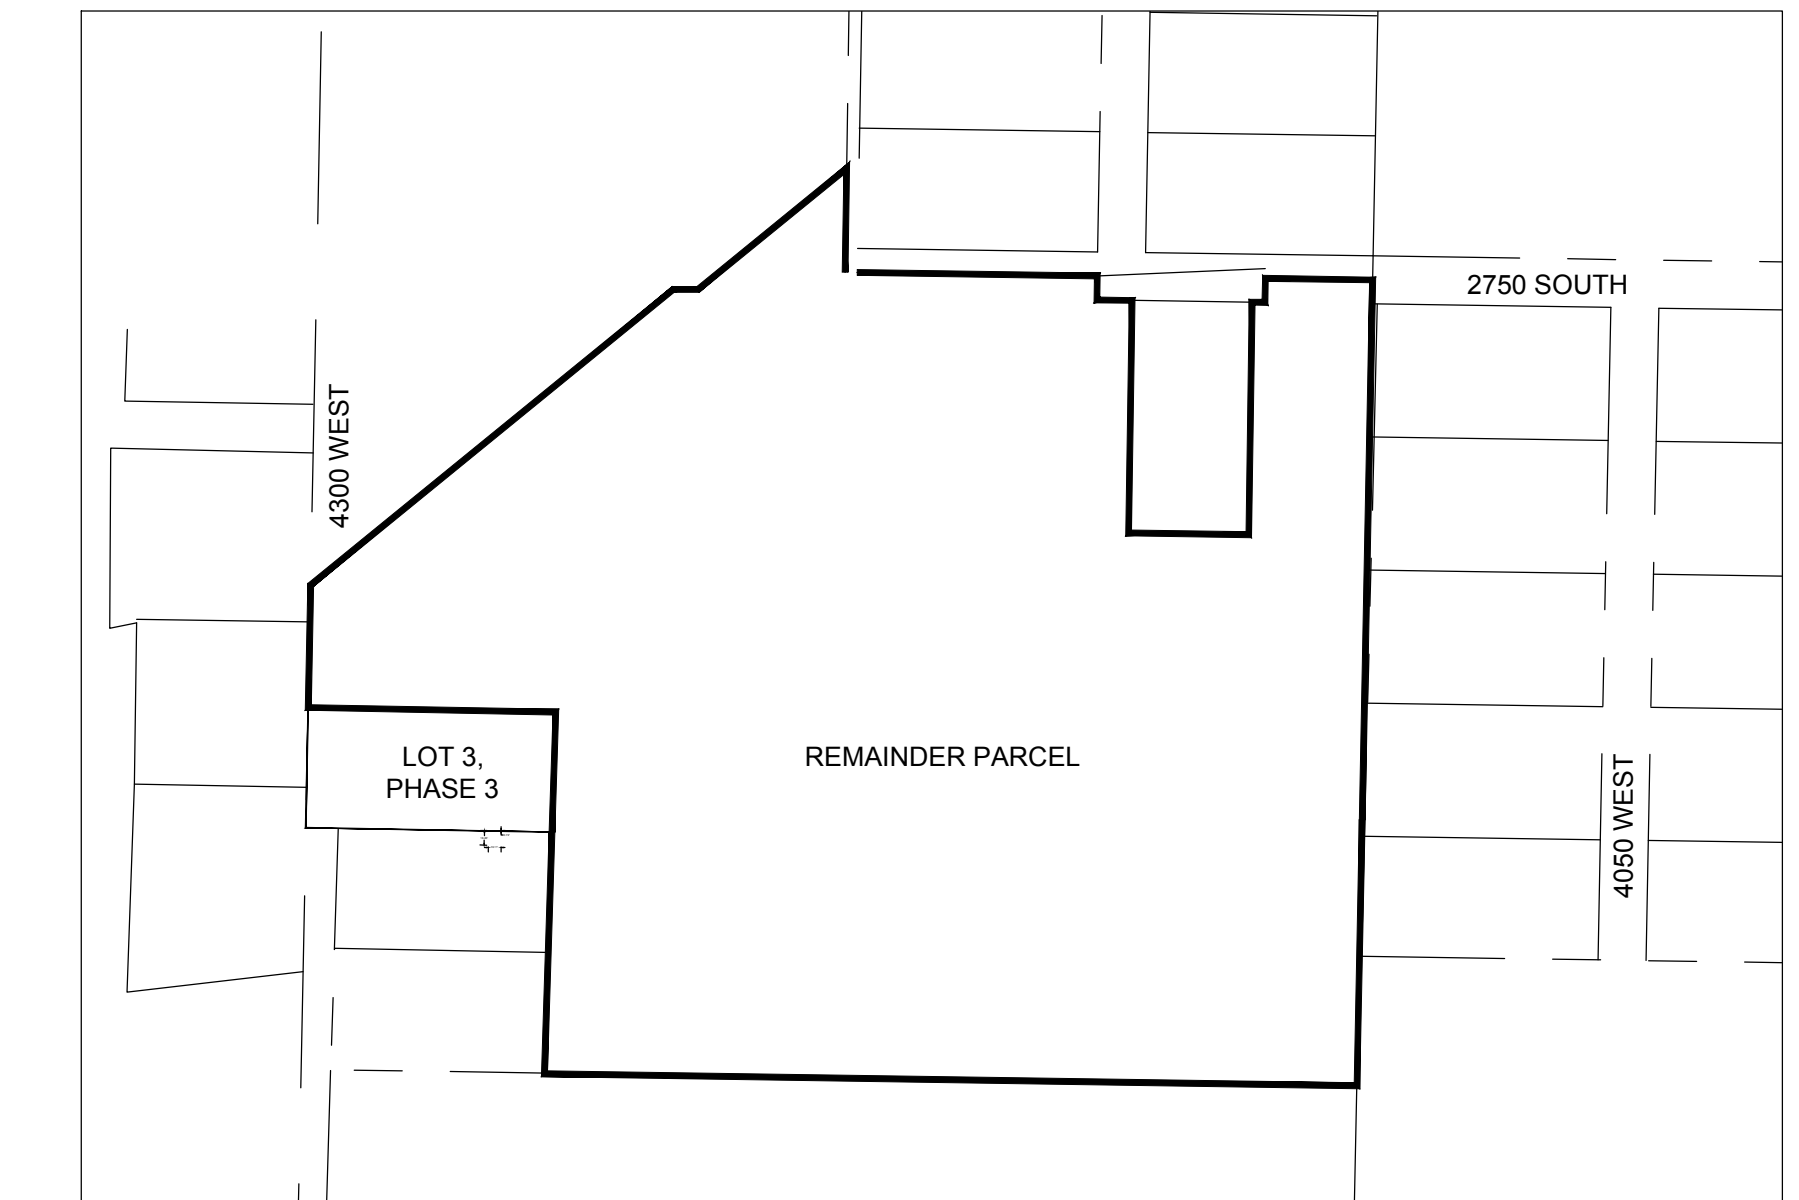 2750 SOUTH
4300 WEST
LOT 3,
PHASE 3
REMAINDER PARCEL
4050 WEST